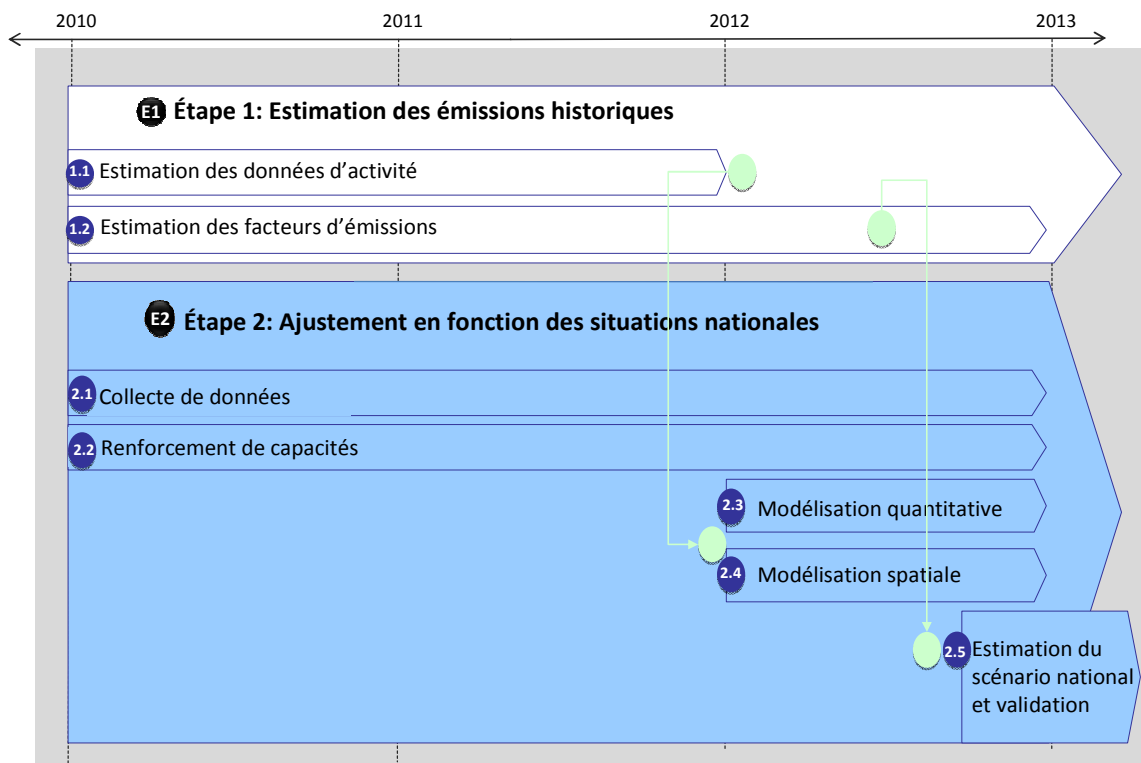 2010 2011 2012 2013
E1 Étape 1: Estimation des émissions historiques
1.1 Estimation des données d’activité
1.2 Estimation des facteurs d’émissions
E2 Étape 2: Ajustement en fonction des situations nationales
2.1 Collecte de données
2.2 Renforcement de capacités
2.3 Modélisation quantitative
2.4 Modélisation spatiale
2.5 Estimation du
scénario national
et validation